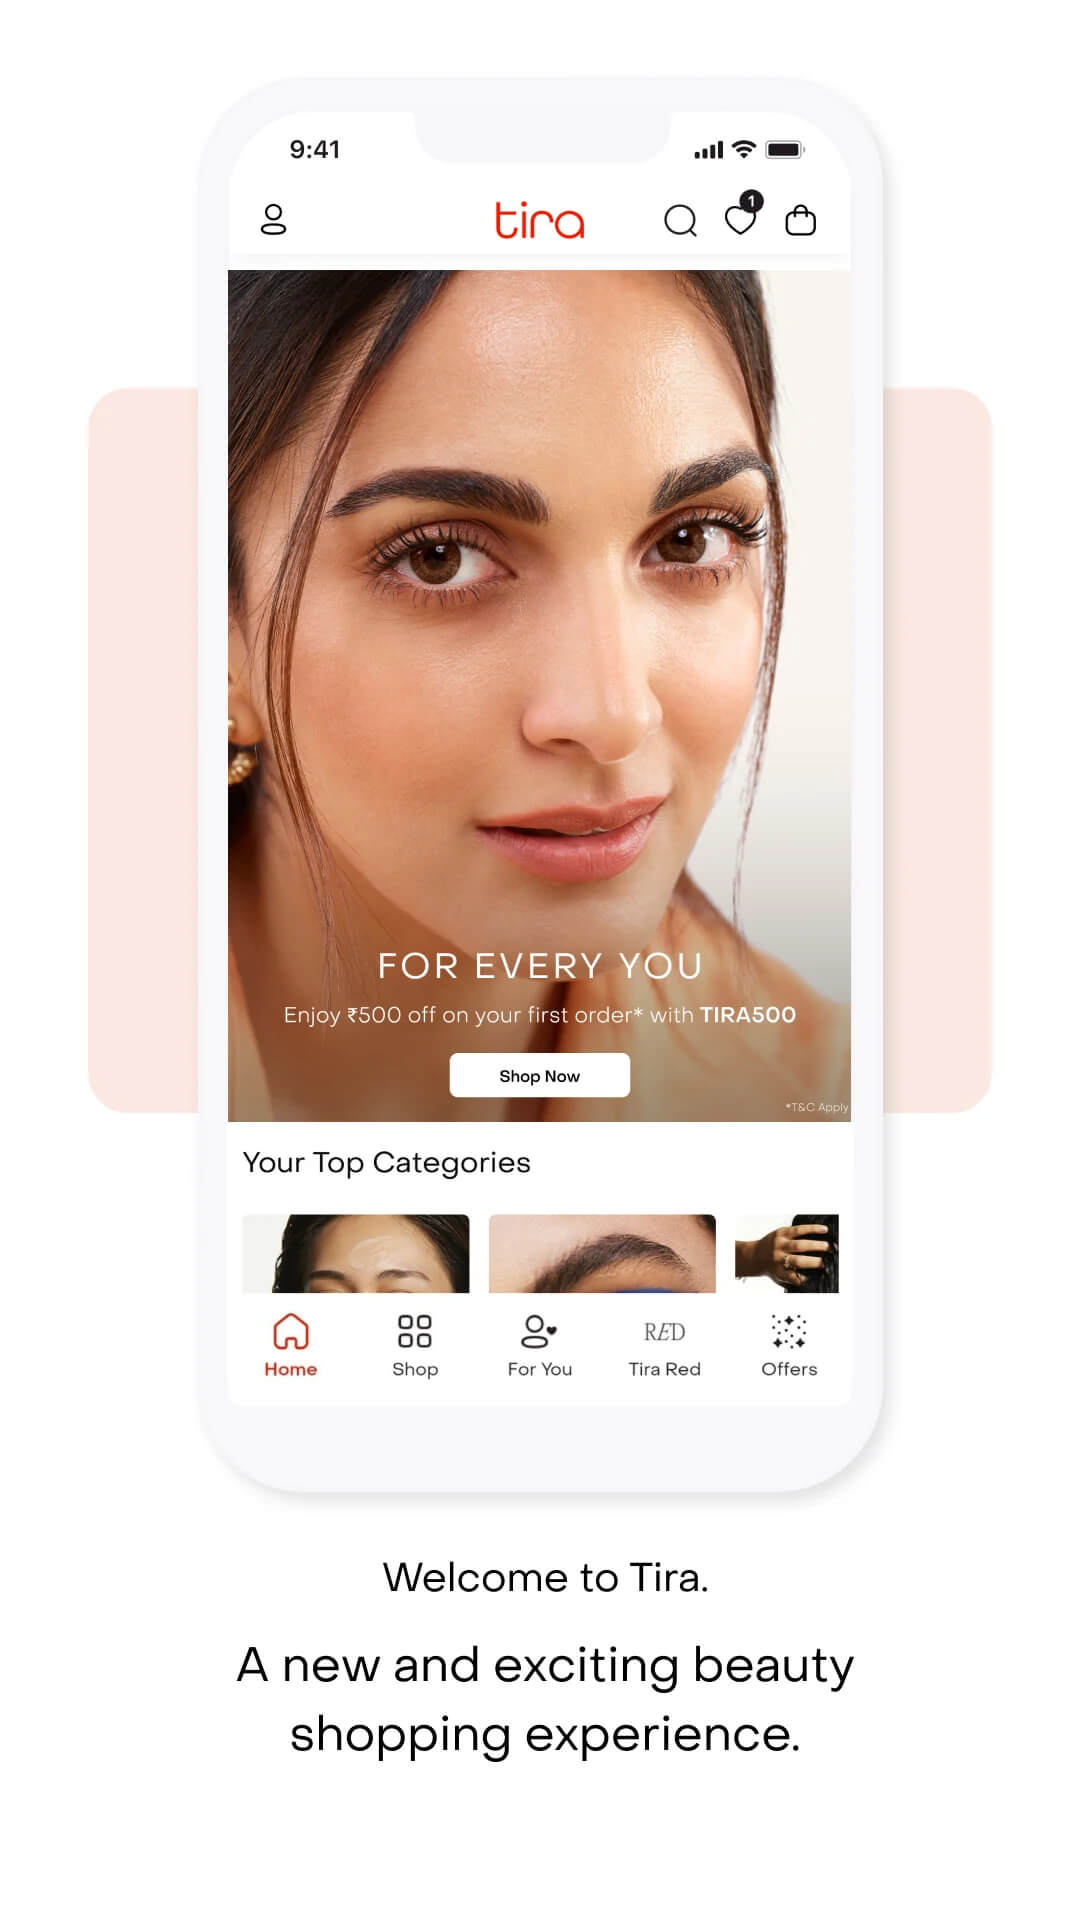 9:41
tira
1
FOR EVERY YOU
Enjoy ₹500 off on your first order* with TIRA500
Shop Now
*T&C Apply
Your Top Categories
RED
Home
Shop
For You
Tira Red
Offers
Welcome to Tira.
A new and exciting beauty
shopping experience.